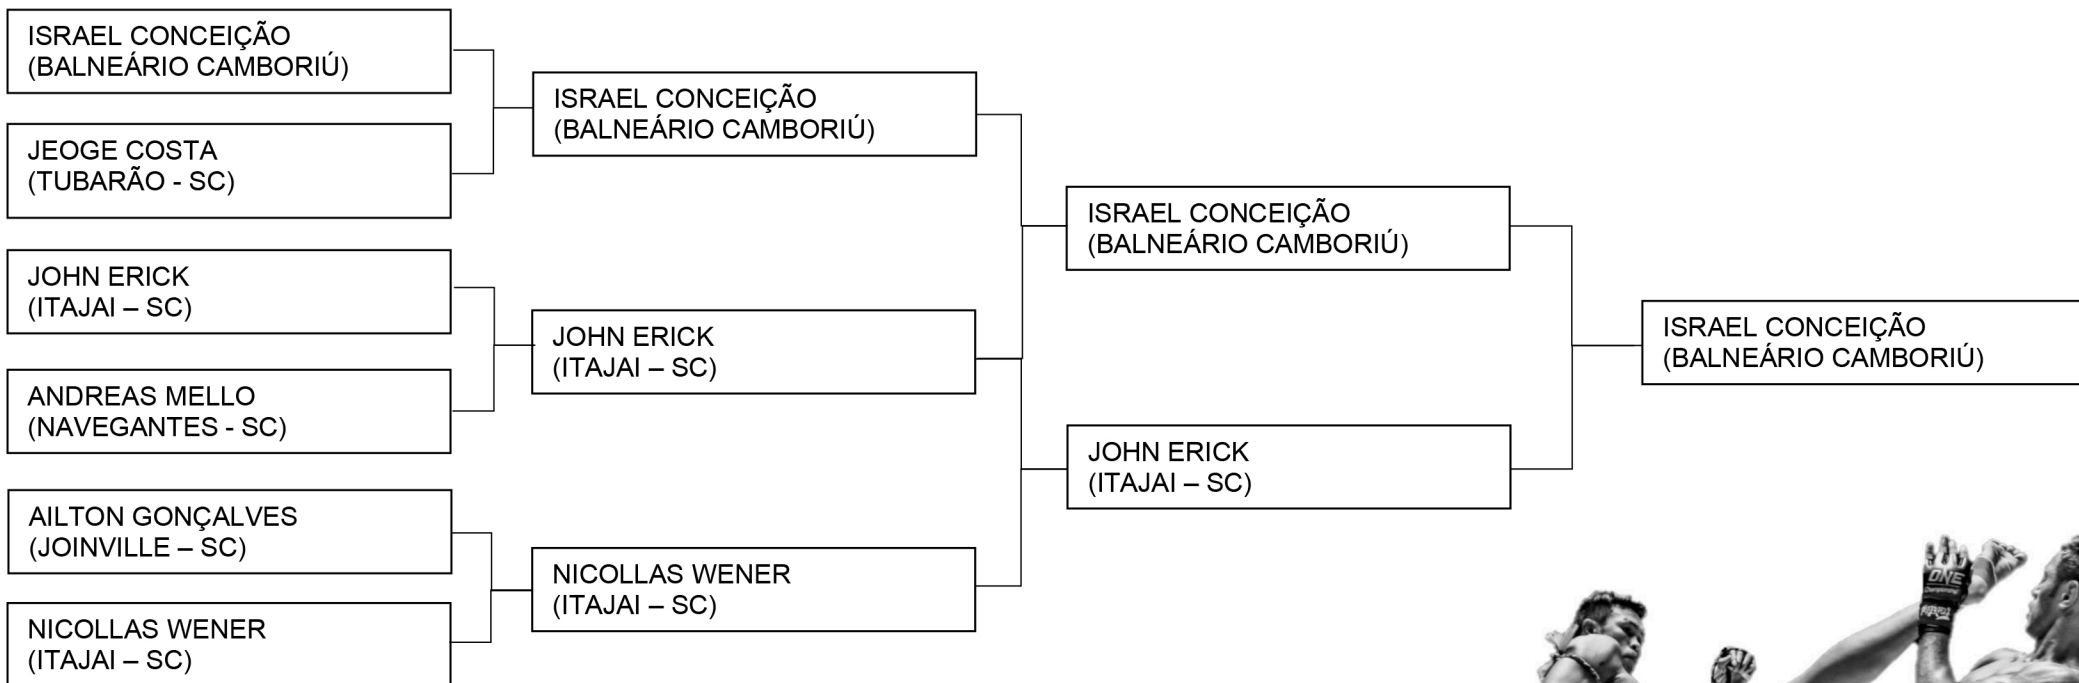 ISRAEL CONCEIÇÃO
(BALNEÁRIO CAMBORIÚ)
JEOGE COSTA
(TUBARÃO - SC)
JOHN ERICK
(ITAJAI – SC)
ANDREAS MELLO
(NAVEGANTES - SC)
AILTON GONÇALVES
(JOINVILLE – SC)
NICOLLAS WENER
(ITAJAI – SC)
ISRAEL CONCEIÇÃO
(BALNEÁRIO CAMBORIÚ)
JOHN ERICK
(ITAJAI – SC)
NICOLLAS WENER
(ITAJAI – SC)
ISRAEL CONCEIÇÃO
(BALNEÁRIO CAMBORIÚ)
JOHN ERICK
(ITAJAI – SC)
ISRAEL CONCEIÇÃO
(BALNEÁRIO CAMBORIÚ)
ONE